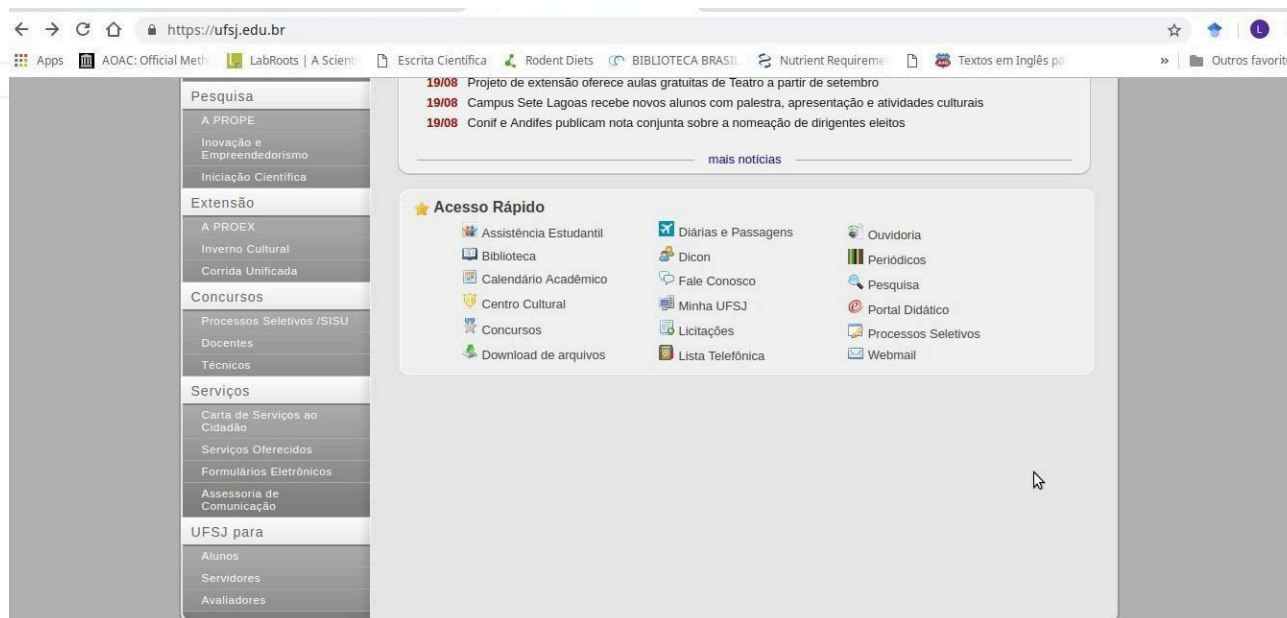 https://ufsj.edu.br
L
Apps AOAC: Official Meth LabRoots | A Scient Escrita Científica Rodent Diets BIBLIOTECA BRASIL Nutrient Requireme Textos em Inglês pa » Outros favorit
Pesquisa
A PROPE
Inovação e
Empreendedorismo
Iniciação Científica
Extensão
A PROEX
Inverno Cultural
Corrida Unificada
Concursos
Processos Seletivos /SISU
Docentes
Técnicos
Serviços
Carta de Serviços ao
Cidadão
Serviços Oferecidos
Formulários Eletrônicos
Assessoria de
Comunicação
UFSJ para
Alunos
Servidores
Avaliadores
19/08 Projeto de extensão oferece aulas gratuitas de Teatro a partir de setembro
19/08 Campus Sete Lagoas recebe novos alunos com palestra, apresentação e atividades culturais
19/08 Conif e Andifes publicam nota conjunta sobre a nomeação de dirigentes eleitos
mais notícias
Acesso Rápido
Assistência Estudantil
Biblioteca
Calendário Acadêmico
Centro Cultural
Concursos
Download de arquivos
Diárias e Passagens
Dicon
Fale Conosco
Minha UFSJ
Licitações
Lista Telefônica
Ouvidoria
Periódicos
Pesquisa
Portal Didático
Processos Seletivos
Webmail